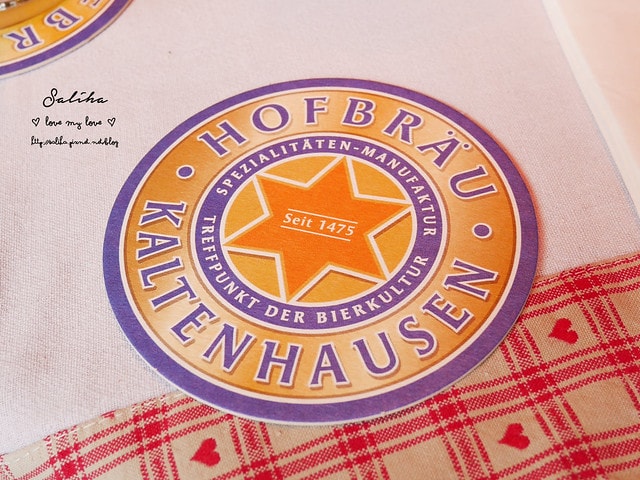 Saliha
♡ love my love ♡
HOFBRÄU
SPEZIALITÄTEN-MANUFAKTUR
Seit 1475
TREFFPUNKT DER BIERKULTUR
KALTENHAUSEN